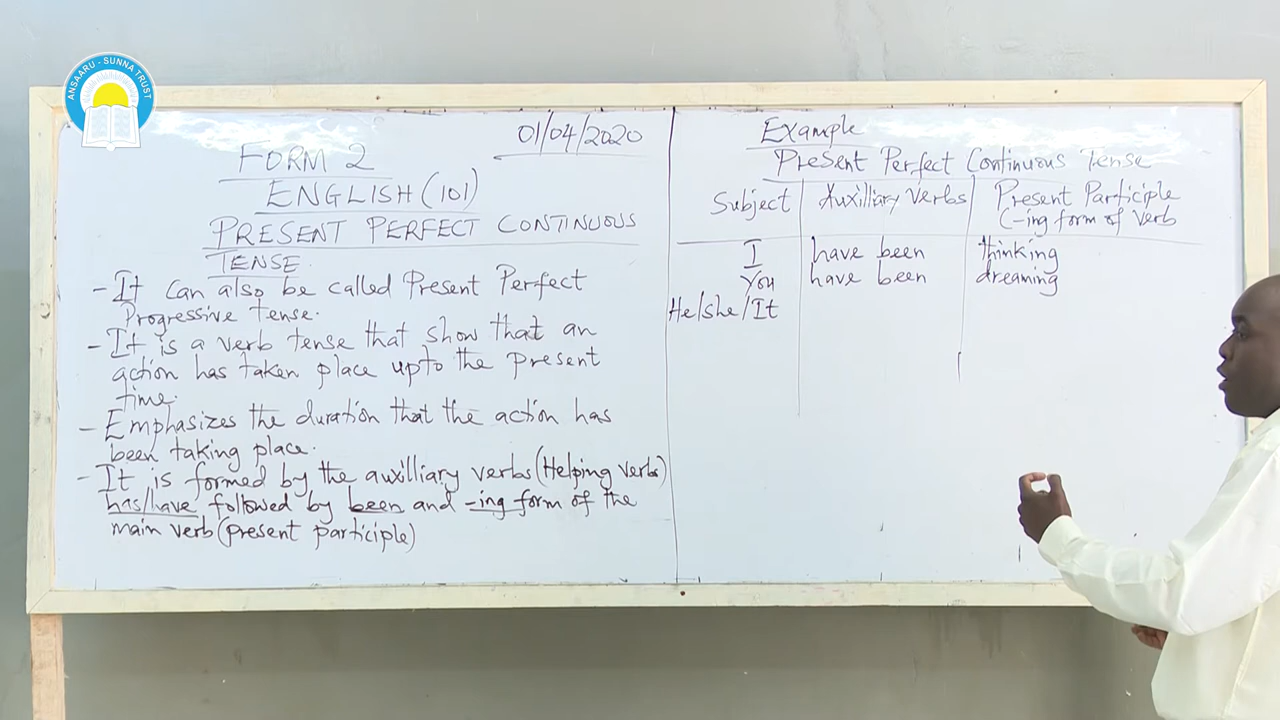 ANSAARU - SUNNA TRUST
01/04/2020
FORM 2
ENGLISH (101)
PRESENT PERFECT CONTINUOUS
TENSE.
- It can also be called Present Perfect
Progressive tense.
- It is a verb tense that show that an
action has taken place upto the present
time.
- Emphasizes the duration that the action has
been taking place.
- It is formed by the auxilliary verbs (Helping verbs)
has/have followed by been and -ing form of the
main verb (present participle)
Example
Present Perfect Continuous Tense
Subject Auxilliary Verbs Present Participle
(-ing form of verb
I have been thinking
You have been dreaming
He/she/It